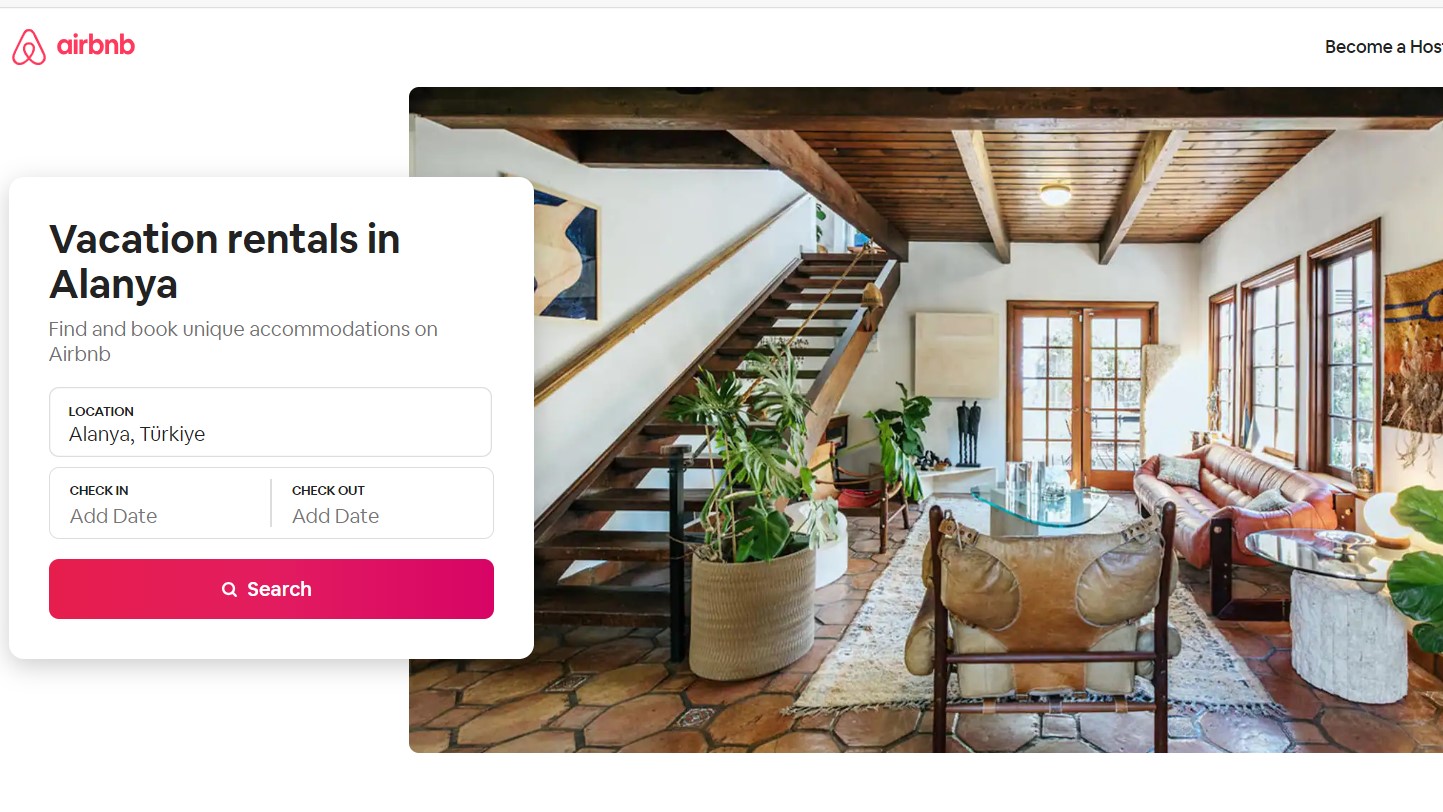 airbnb
Become a Hos
Vacation rentals in
Alanya
Find and book unique accommodations on
Airbnb
LOCATION
Alanya, Türkiye
CHECK IN
CHECK OUT
Add Date
Add Date
Search